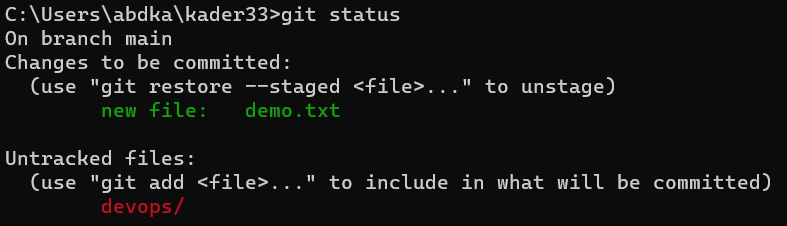 C:\Users\abdka\kader33>git status
On branch main
Changes to be committed:
  (use "git restore --staged <file>..." to unstage)
        new file:   demo.txt

Untracked files:
  (use "git add <file>..." to include in what will be committed)
        devops/